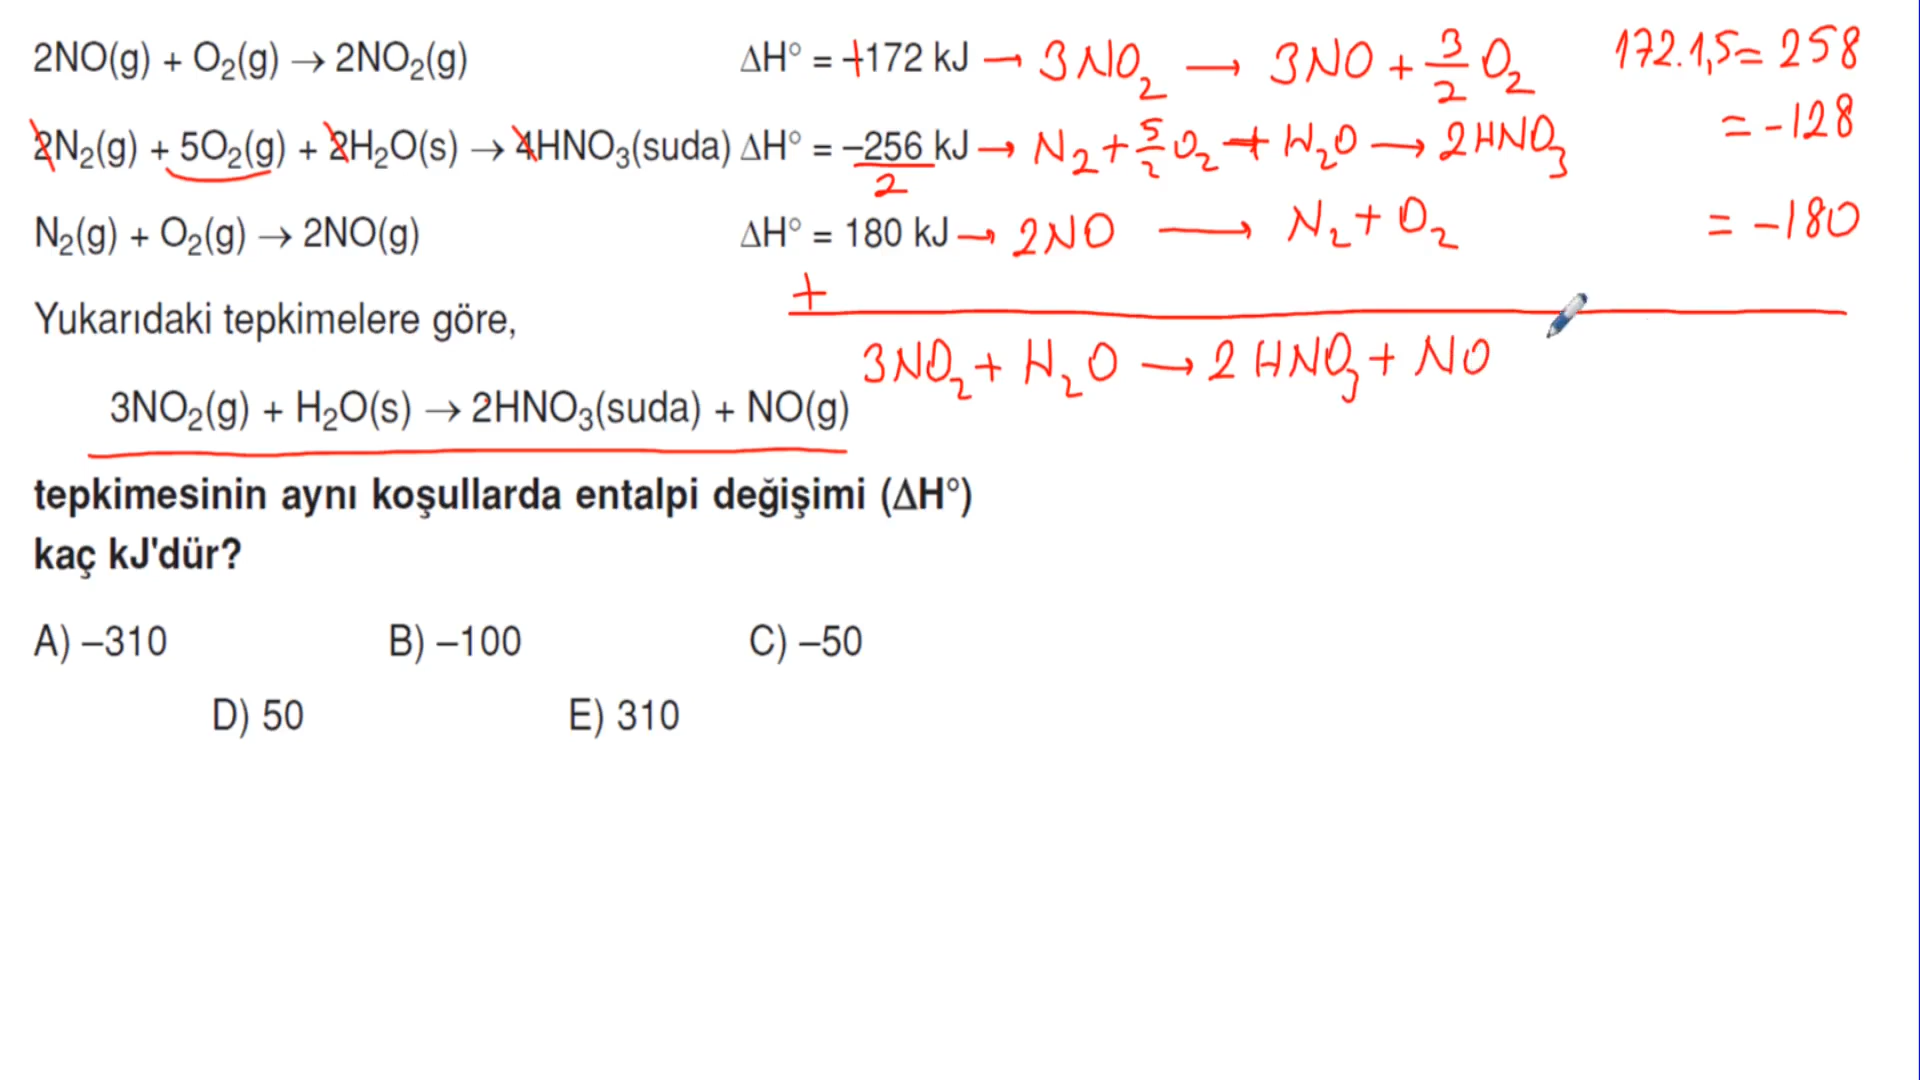 2NO(g) + O₂(g) → 2NO₂(g) ΔH° = +172 kJ → 3NO₂ → 3NO + 3/2 O₂ 172.1,5 = 258
2N₂(g) + 5O₂(g) + 2H₂O(s) → 4HNO₃(suda) ΔH° = –256 kJ → N₂ + 5/2 O₂ + H₂O → 2HNO₃ = -128
2
N₂(g) + O₂(g) → 2NO(g) ΔH° = 180 kJ → 2NO → N₂ + O₂ = -180
+
Yukarıdaki tepkimelere göre,
3NO₂ + H₂O → 2HNO₃ + NO
3NO₂(g) + H₂O(s) → 2HNO₃(suda) + NO(g)
tepkimesinin aynı koşullarda entalpi değişimi (ΔH°)
kaç kJ'dür?
A) –310 B) –100 C) –50
D) 50 E) 310